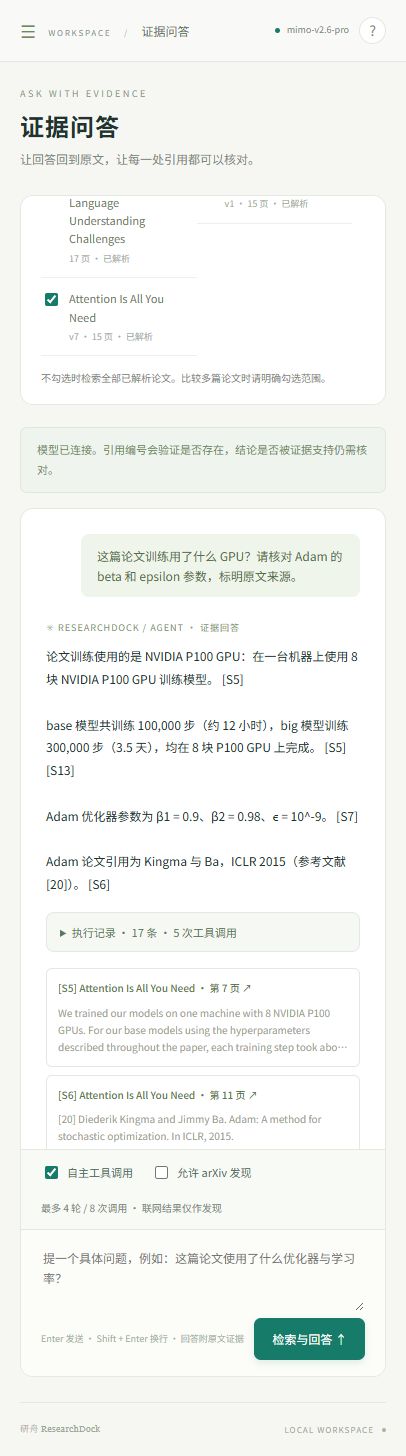 WORKSPACE / 证据问答
mimo-v2.6-pro
?
ASK WITH EVIDENCE
证据问答
让回答回到原文，让每一处引用都可以核对。
Language
Understanding
Challenges
17 页 · 已解析
v1 · 15 页 · 已解析
Attention Is All You
Need
v7 · 15 页 · 已解析
不勾选时检索全部已解析论文。比较多篇论文时请明确勾选范围。
模型已连接。引用编号会验证是否存在，结论是否被证据支持仍需核
对。
这篇论文训练用了什么 GPU？请核对 Adam 的
beta 和 epsilon 参数，标明原文来源。
✳ RESEARCHDOCK / AGENT · 证据回答
论文训练使用的是 NVIDIA P100 GPU：在一台机器上使用 8
块 NVIDIA P100 GPU 训练模型。 [S5]
base 模型共训练 100,000 步（约 12 小时），big 模型训练
300,000 步（3.5 天），均在 8 块 P100 GPU 上完成。 [S5]
[S13]
Adam 优化器参数为 β1 = 0.9、β2 = 0.98、ϵ = 10^-9。 [S7]
Adam 论文引用为 Kingma 与 Ba，ICLR 2015（参考文献
[20]）。 [S6]
▶ 执行记录 · 17 条 · 5 次工具调用
[S5] Attention Is All You Need · 第 7 页 ↗
We trained our models on one machine with 8 NVIDIA P100
GPUs. For our base models using the hyperparameters
described throughout the paper, each training step took abo…
[S6] Attention Is All You Need · 第 11 页 ↗
[20] Diederik Kingma and Jimmy Ba. Adam: A method for
stochastic optimization. In ICLR, 2015.
自主工具调用 允许 arXiv 发现
最多 4 轮 / 8 次调用 · 联网结果仅作发现
提一个具体问题，例如：这篇论文使用了什么优化器与学习
率？
Enter 发送 · Shift + Enter 换行 · 回答附原文证据
检索与回答 ↑
研舟 ResearchDock
LOCAL WORKSPACE